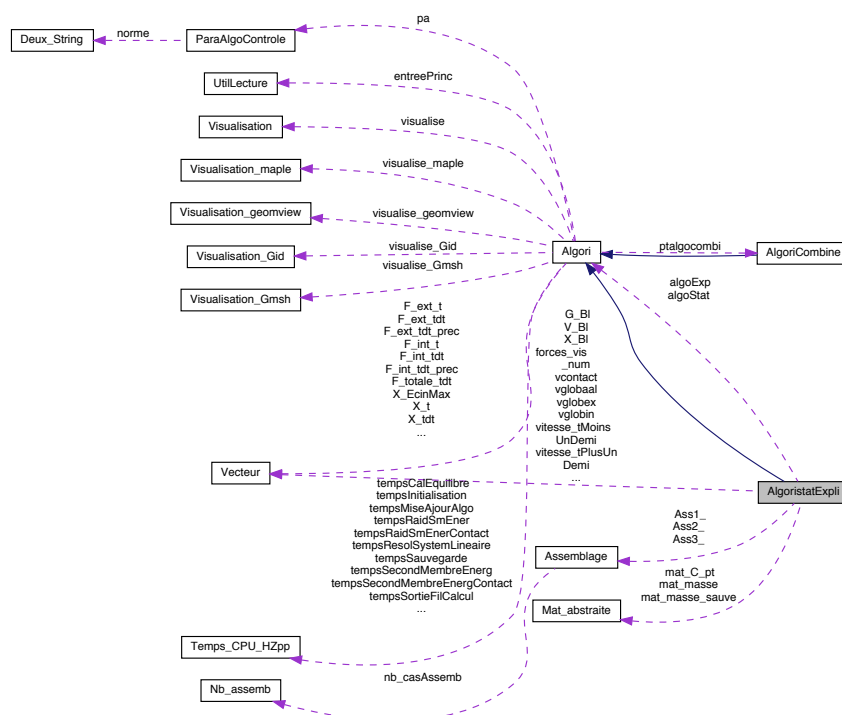 pa
Deux_String
norme
ParaAlgoControle
UtilLecture
entreePrinc
Visualisation
visualise
Visualisation_maple
visualise_maple
Visualisation_geomview
visualise_geomview
Visualisation_Gid
visualise_Gid
Visualisation_Gmsh
visualise_Gmsh
Algori
ptalgocombi
AlgoriCombine
algoExp
algoStat
F_ext_t
F_ext_tdt
F_ext_tdt_prec
F_int_t
F_int_tdt
F_int_tdt_prec
F_totale_tdt
X_EcinMax
X_t
X_tdt
...
G_Bl
V_Bl
X_Bl
forces_vis
_num
vcontact
vglobaal
vglobex
vglobin
vitesse_tMoins
UnDemi
vitesse_tPlusUn
Demi
...
Vecteur
AlgoristatExpli
tempsCalEquilibre
tempsInitialisation
tempsMiseAjourAlgo
tempsRaidSmEner
tempsRaidSmEnerContact
tempsResolSystemLineaire
tempsSauvegarde
tempsSecondMembreEnerg
tempsSecondMembreEnergContact
tempsSortieFilCalcul
...
Ass1_
Ass2_
Ass3_
Assemblage
mat_C_pt
mat_masse
mat_masse_sauve
Mat_abstraite
Temps_CPU_HZpp
nb_casAssemb
Nb_assemb